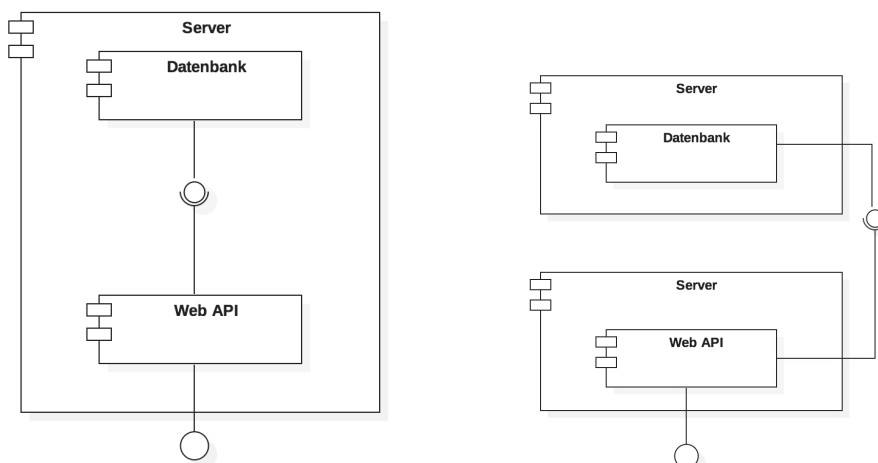 Server
Datenbank
Web API
Server
Datenbank
Server
Web API